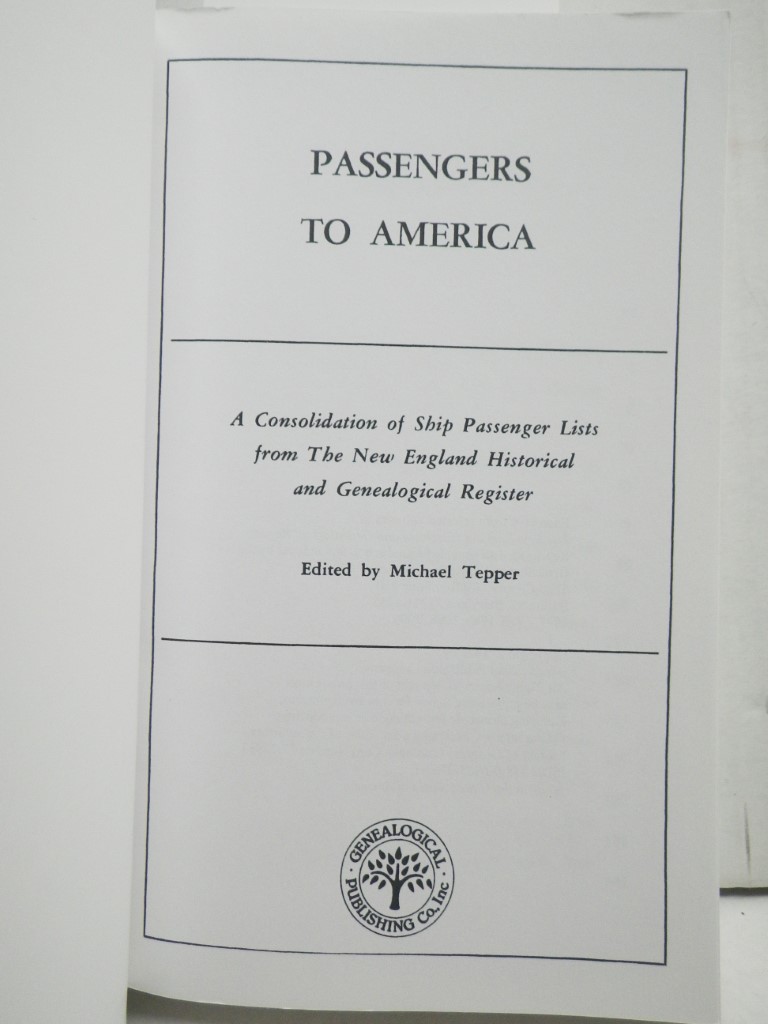 PASSENGERS
TO AMERICA
A Consolidation of Ship Passenger Lists
from The New England Historical
and Genealogical Register
Edited by Michael Tepper
· GENEALOGICAL ·
PUBLISHING Co., Inc